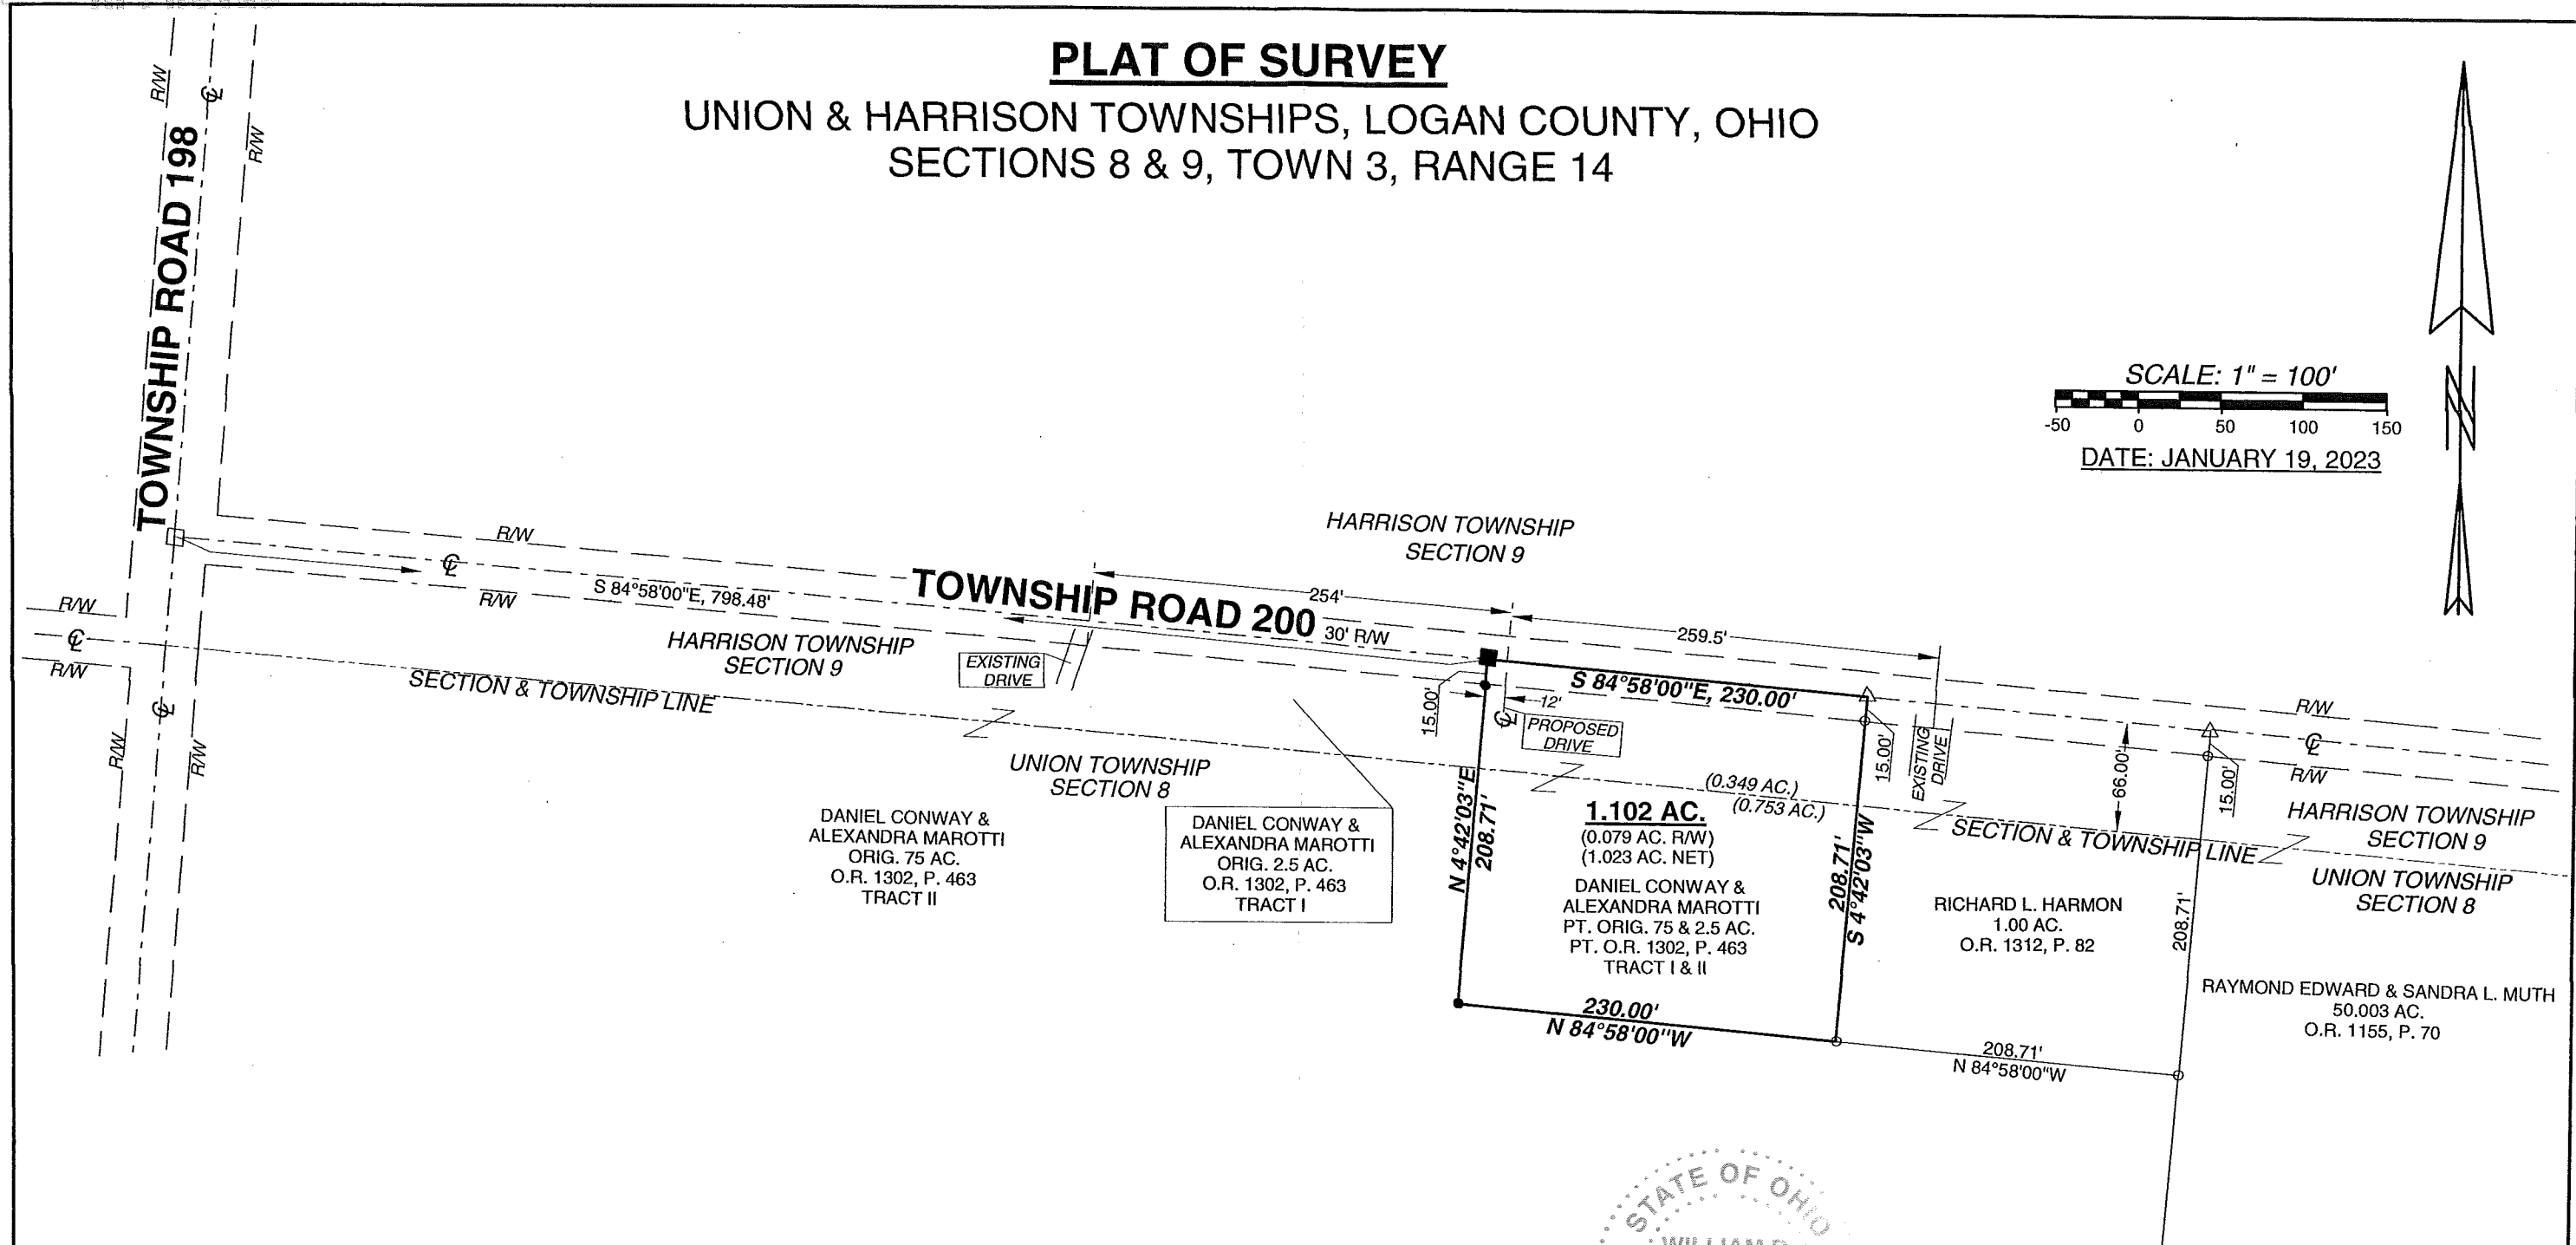 PLAT OF SURVEY
UNION & HARRISON TOWNSHIPS, LOGAN COUNTY, OHIO
SECTIONS 8 & 9, TOWN 3, RANGE 14
SCALE: 1" = 100'
-50 0 50 100 150
DATE: JANUARY 19, 2023
N
TOWNSHIP ROAD 198
R/W
R/W
HARRISON TOWNSHIP
SECTION 9
R/W
R/W
S 84°58'00"E, 798.48'
TOWNSHIP ROAD 200
30' R/W
254'
259.5'
R/W
R/W
R/W
R/W
HARRISON TOWNSHIP
SECTION 9
EXISTING
DRIVE
SECTION & TOWNSHIP LINE
UNION TOWNSHIP
SECTION 8
DANIEL CONWAY &
ALEXANDRA MAROTTI
ORIG. 75 AC.
O.R. 1302, P. 463
TRACT II
DANIEL CONWAY &
ALEXANDRA MAROTTI
ORIG. 2.5 AC.
O.R. 1302, P. 463
TRACT I
15.00'
12'
PROPOSED
DRIVE
S 84°58'00"E, 230.00'
N 4°42'03"E
208.71'
(0.349 AC.)
(0.753 AC.)
1.102 AC.
(0.079 AC. R/W)
(1.023 AC. NET)
DANIEL CONWAY &
ALEXANDRA MAROTTI
PT. ORIG. 75 & 2.5 AC.
PT. O.R. 1302, P. 463
TRACT I & II
208.71'
S 4°42'03"W
230.00'
N 84°58'00"W
15.00'
EXISTING
DRIVE
66.00'
15.00'
R/W
R/W
SECTION & TOWNSHIP LINE
HARRISON TOWNSHIP
SECTION 9
UNION TOWNSHIP
SECTION 8
RICHARD L. HARMON
1.00 AC.
O.R. 1312, P. 82
208.71'
RAYMOND EDWARD & SANDRA L. MUTH
50.003 AC.
O.R. 1155, P. 70
208.71'
N 84°58'00"W
STATE OF OHIO
WILLIAM